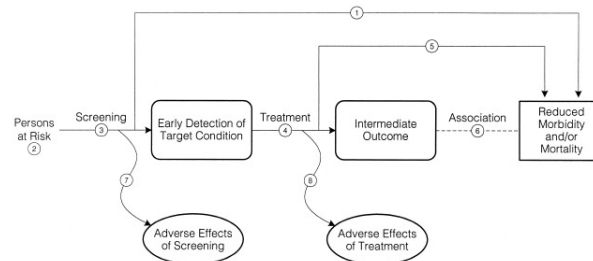 1
5
Persons
at Risk
2
Screening
3
Early Detection of
Target Condition
Treatment
4
Intermediate
Outcome
Association
6
Reduced
Morbidity
and/or
Mortality
7
8
Adverse Effects
of Screening
Adverse Effects
of Treatment